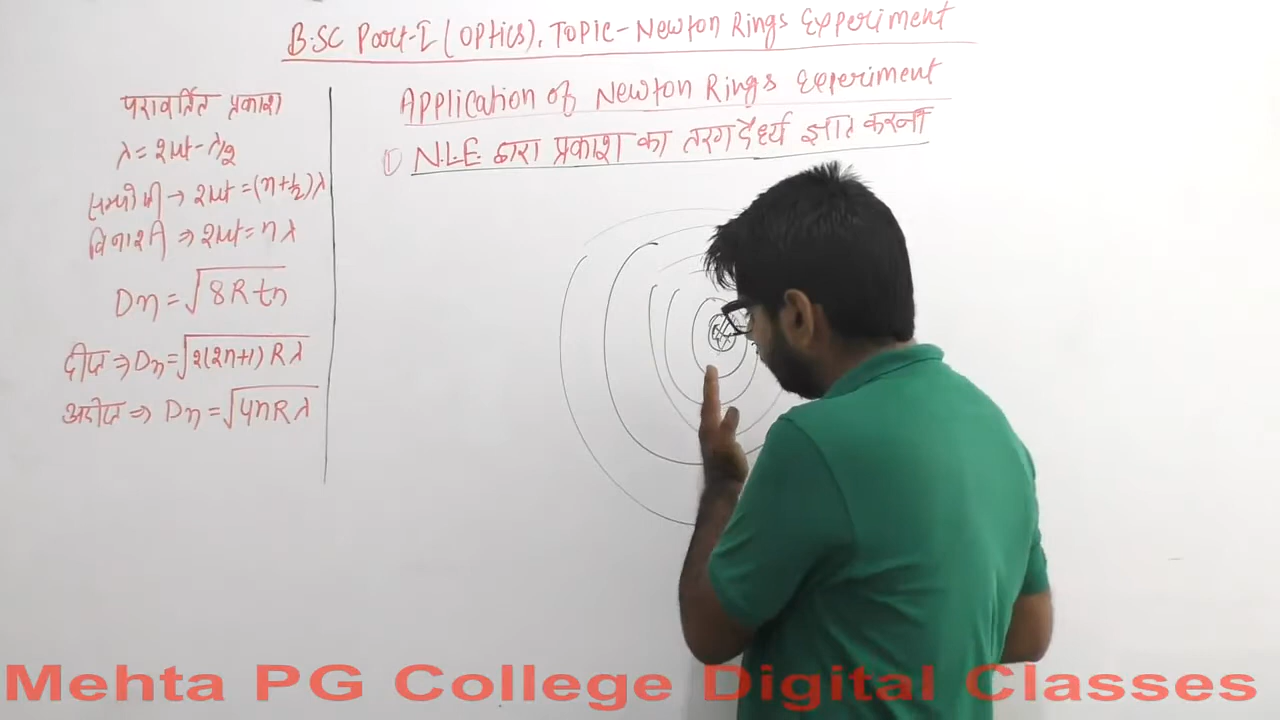 B.SC Part-I (Optics). Topic-Newton Rings Experiment
Application of Newton Rings Experiment
① N.L.E. द्वारा प्रकाश का तरंगदैर्ध्य ज्ञात करना
परावर्तित प्रकाश
λ = 2μt - λ/2
→ 2μt = (n+1/2)λ
विनाशी ⇒ 2μt = nλ
Dn = √8Rtn
दीप्त ⇒ Dn = √2(2n+1)Rλ
अदीप्त ⇒ Dn = √4nRλ
Mehta PG College Digital Classes